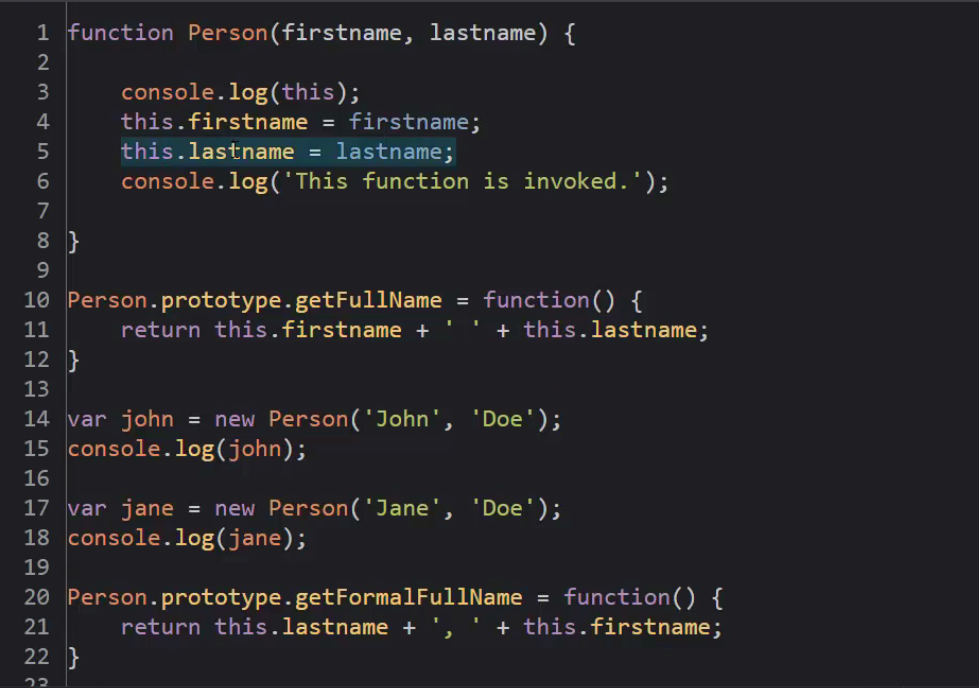 1 function Person(firstname, lastname) {
2
3     console.log(this);
4     this.firstname = firstname;
5     this.lastname = lastname;
6     console.log('This function is invoked.');
7
8 }
9
10 Person.prototype.getFullName = function() {
11     return this.firstname + ' ' + this.lastname;
12 }
13
14 var john = new Person('John', 'Doe');
15 console.log(john);
16
17 var jane = new Person('Jane', 'Doe');
18 console.log(jane);
19
20 Person.prototype.getFormalFullName = function() {
21     return this.lastname + ', ' + this.firstname;
22 }
23